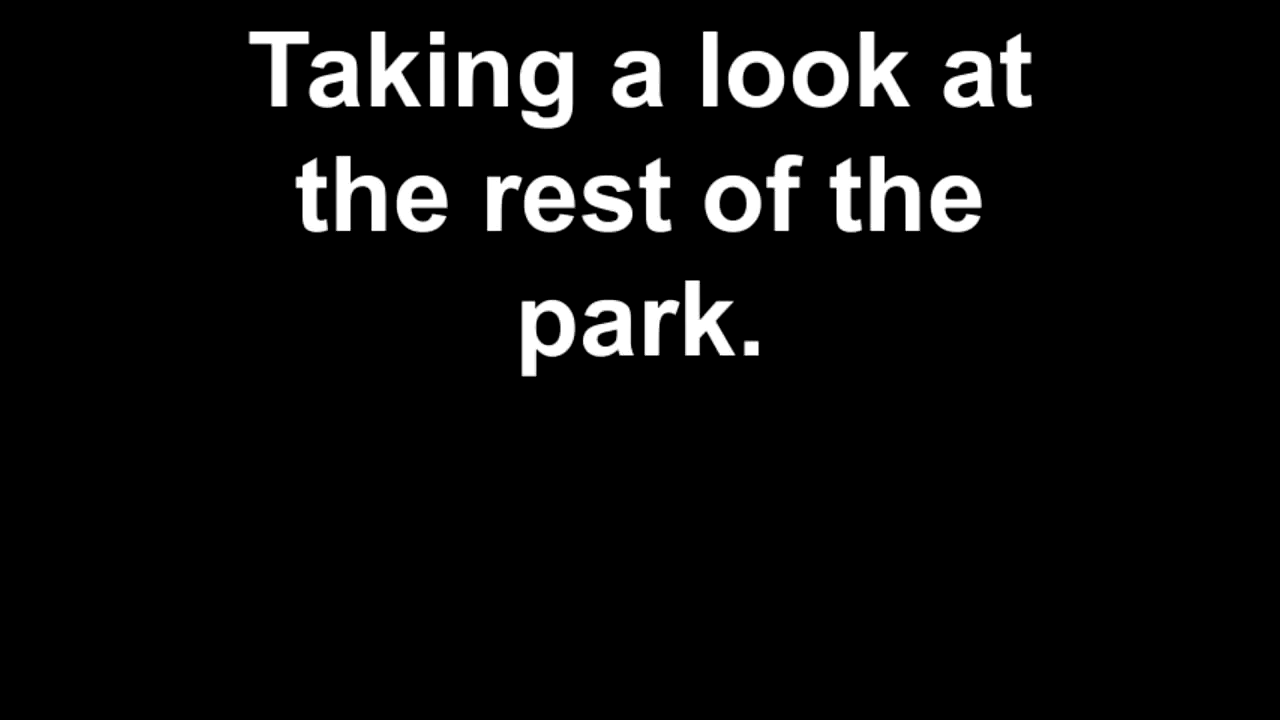 Taking a look at
the rest of the
park.